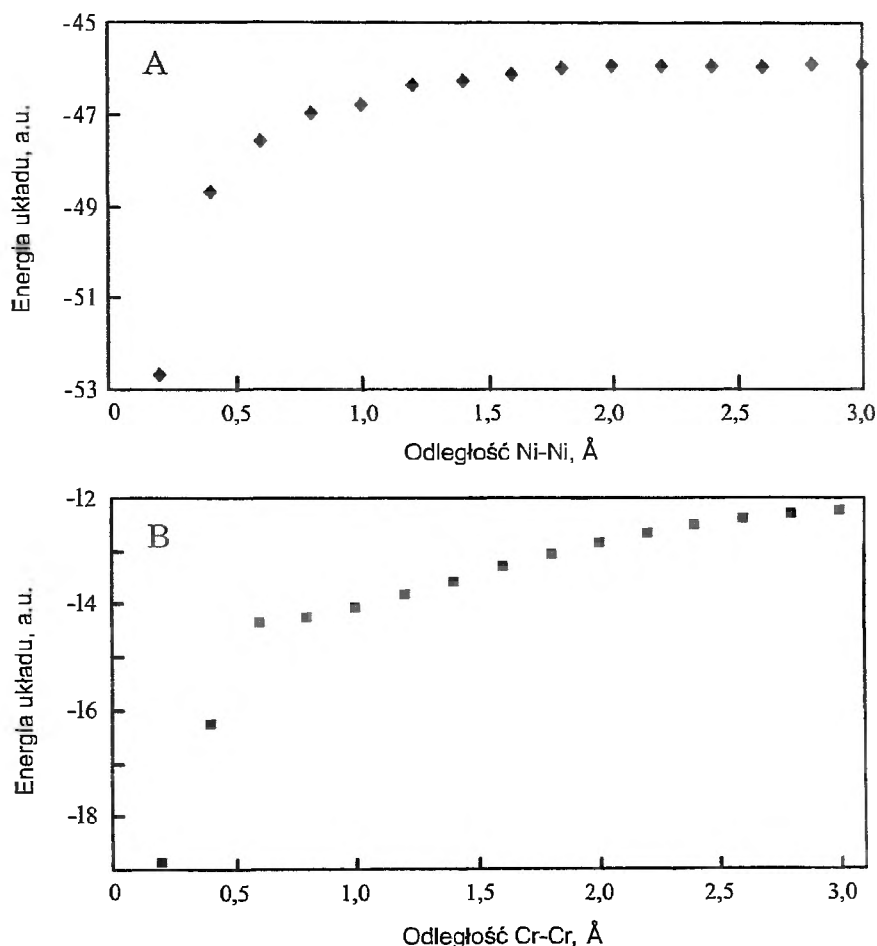 -45
A
-47
-49
-51
-53
Energia układu, a.u.
0 0,5 1,0 1,5 2,0 2,5 3,0
Odległość Ni-Ni, Å
-12
B
-14
-16
-18
Energia układu, a.u.
0 0,5 1,0 1,5 2,0 2,5 3,0
Odległość Cr-Cr, Å